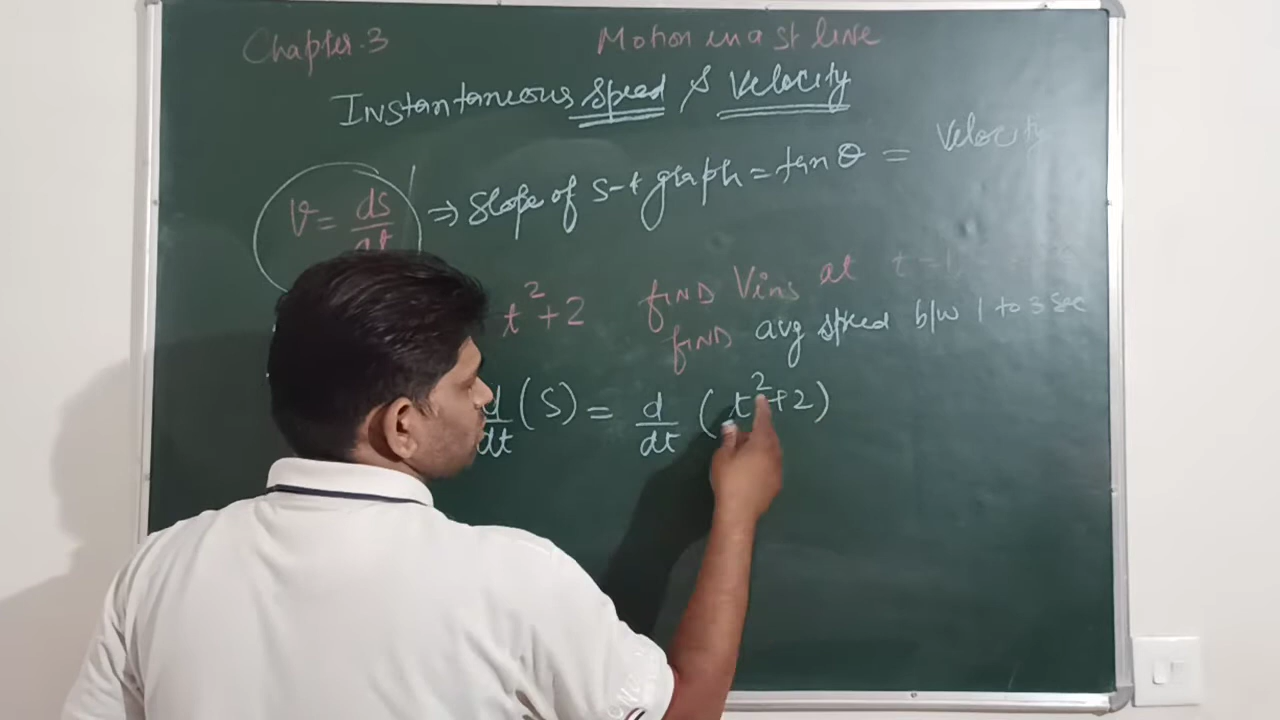 Chapter.3 Motion in a st line
Instantaneous Speed & Velocity
V = ds/dt ⇒ Slope of s-t graph = tan θ = Velocity
t²+2 FIND Vins at t=1
FIND avg speed b/w 1 to 3 Sec
d/dt (S) = d/dt (t²+2)